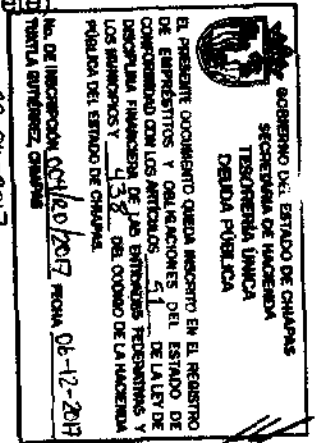 GOBIERNO DEL ESTADO DE CHIAPAS
SECRETARIA DE HACIENDA
TESORERÍA ÚNICA
DEUDA PÚBLICA
EL PRESENTE DOCUMENTO QUEDA INSCRITO EN EL REGISTRO
DE EMPRÉSTITOS Y OBLIGACIONES DEL ESTADO DE
CONFORMIDAD CON LOS ARTÍCULOS 51 DE LA LEY DE
DISCIPLINA FINANCIERA DE LAS ENTIDADES FEDERATIVAS Y
LOS MUNICIPIOS Y 438 DEL CODIGO DE LA HACIENDA
PÚBLICA DEL ESTADO DE CHIAPAS.
No. DE INSCRIPCIÓN 004/20/2017 FECHA 06-12-2017
TUXTLA GUTIÉRREZ, CHIAPAS